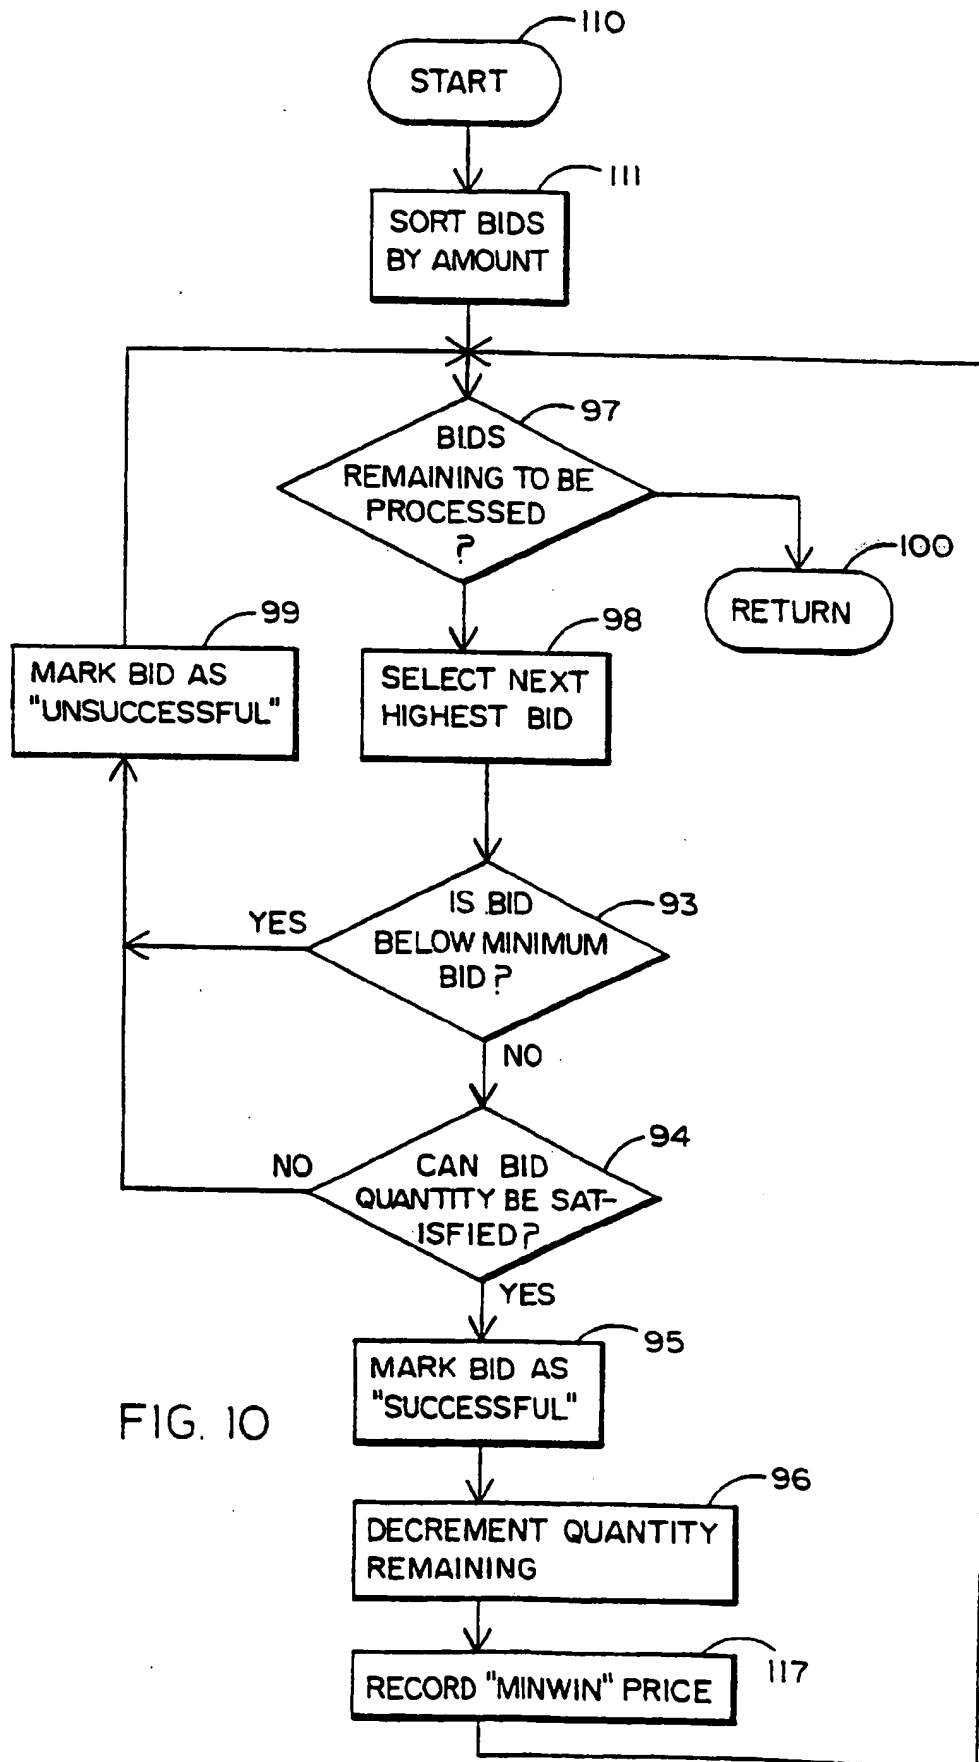 110
START
111
SORT BIDS
BY AMOUNT
97
BIDS
REMAINING TO BE
PROCESSED
?
100
RETURN
99
MARK BID AS
"UNSUCCESSFUL"
98
SELECT NEXT
HIGHEST BID
93
YES
IS BID
BELOW MINIMUM
BID?
NO
94
NO
CAN BID
QUANTITY BE SAT-
ISFIED?
YES
95
MARK BID AS
"SUCCESSFUL"
FIG. 10
96
DECREMENT QUANTITY
REMAINING
117
RECORD "MINWIN" PRICE